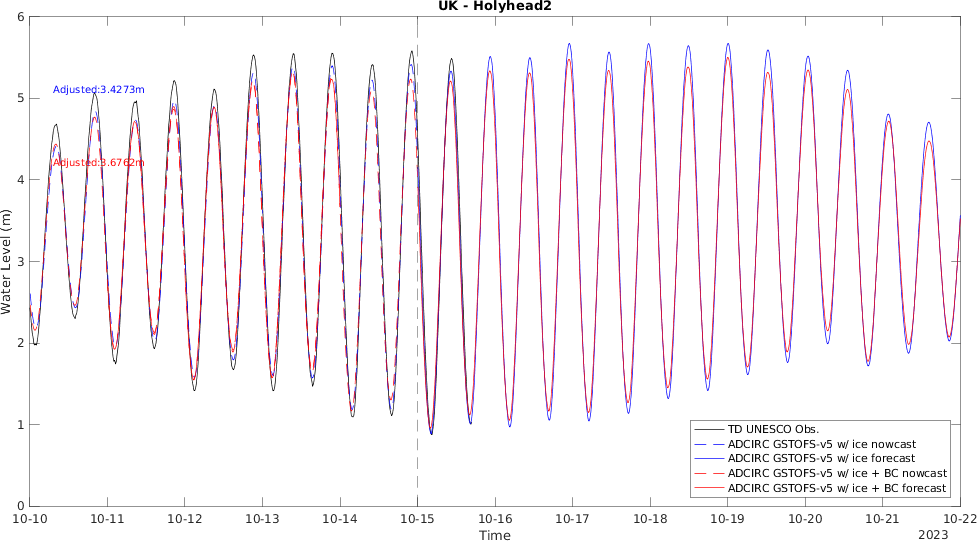 UK - Holyhead2
6
5
4
3
2
1
0
Water Level (m)
Adjusted:3.4273m
Adjusted:3.6762m
TD UNESCO Obs.
ADCIRC GSTOFS-v5 w/ ice nowcast
ADCIRC GSTOFS-v5 w/ ice forecast
ADCIRC GSTOFS-v5 w/ ice + BC nowcast
ADCIRC GSTOFS-v5 w/ ice + BC forecast
10-10 10-11 10-12 10-13 10-14 10-15 10-16 10-17 10-18 10-19 10-20 10-21 10-22
Time
2023